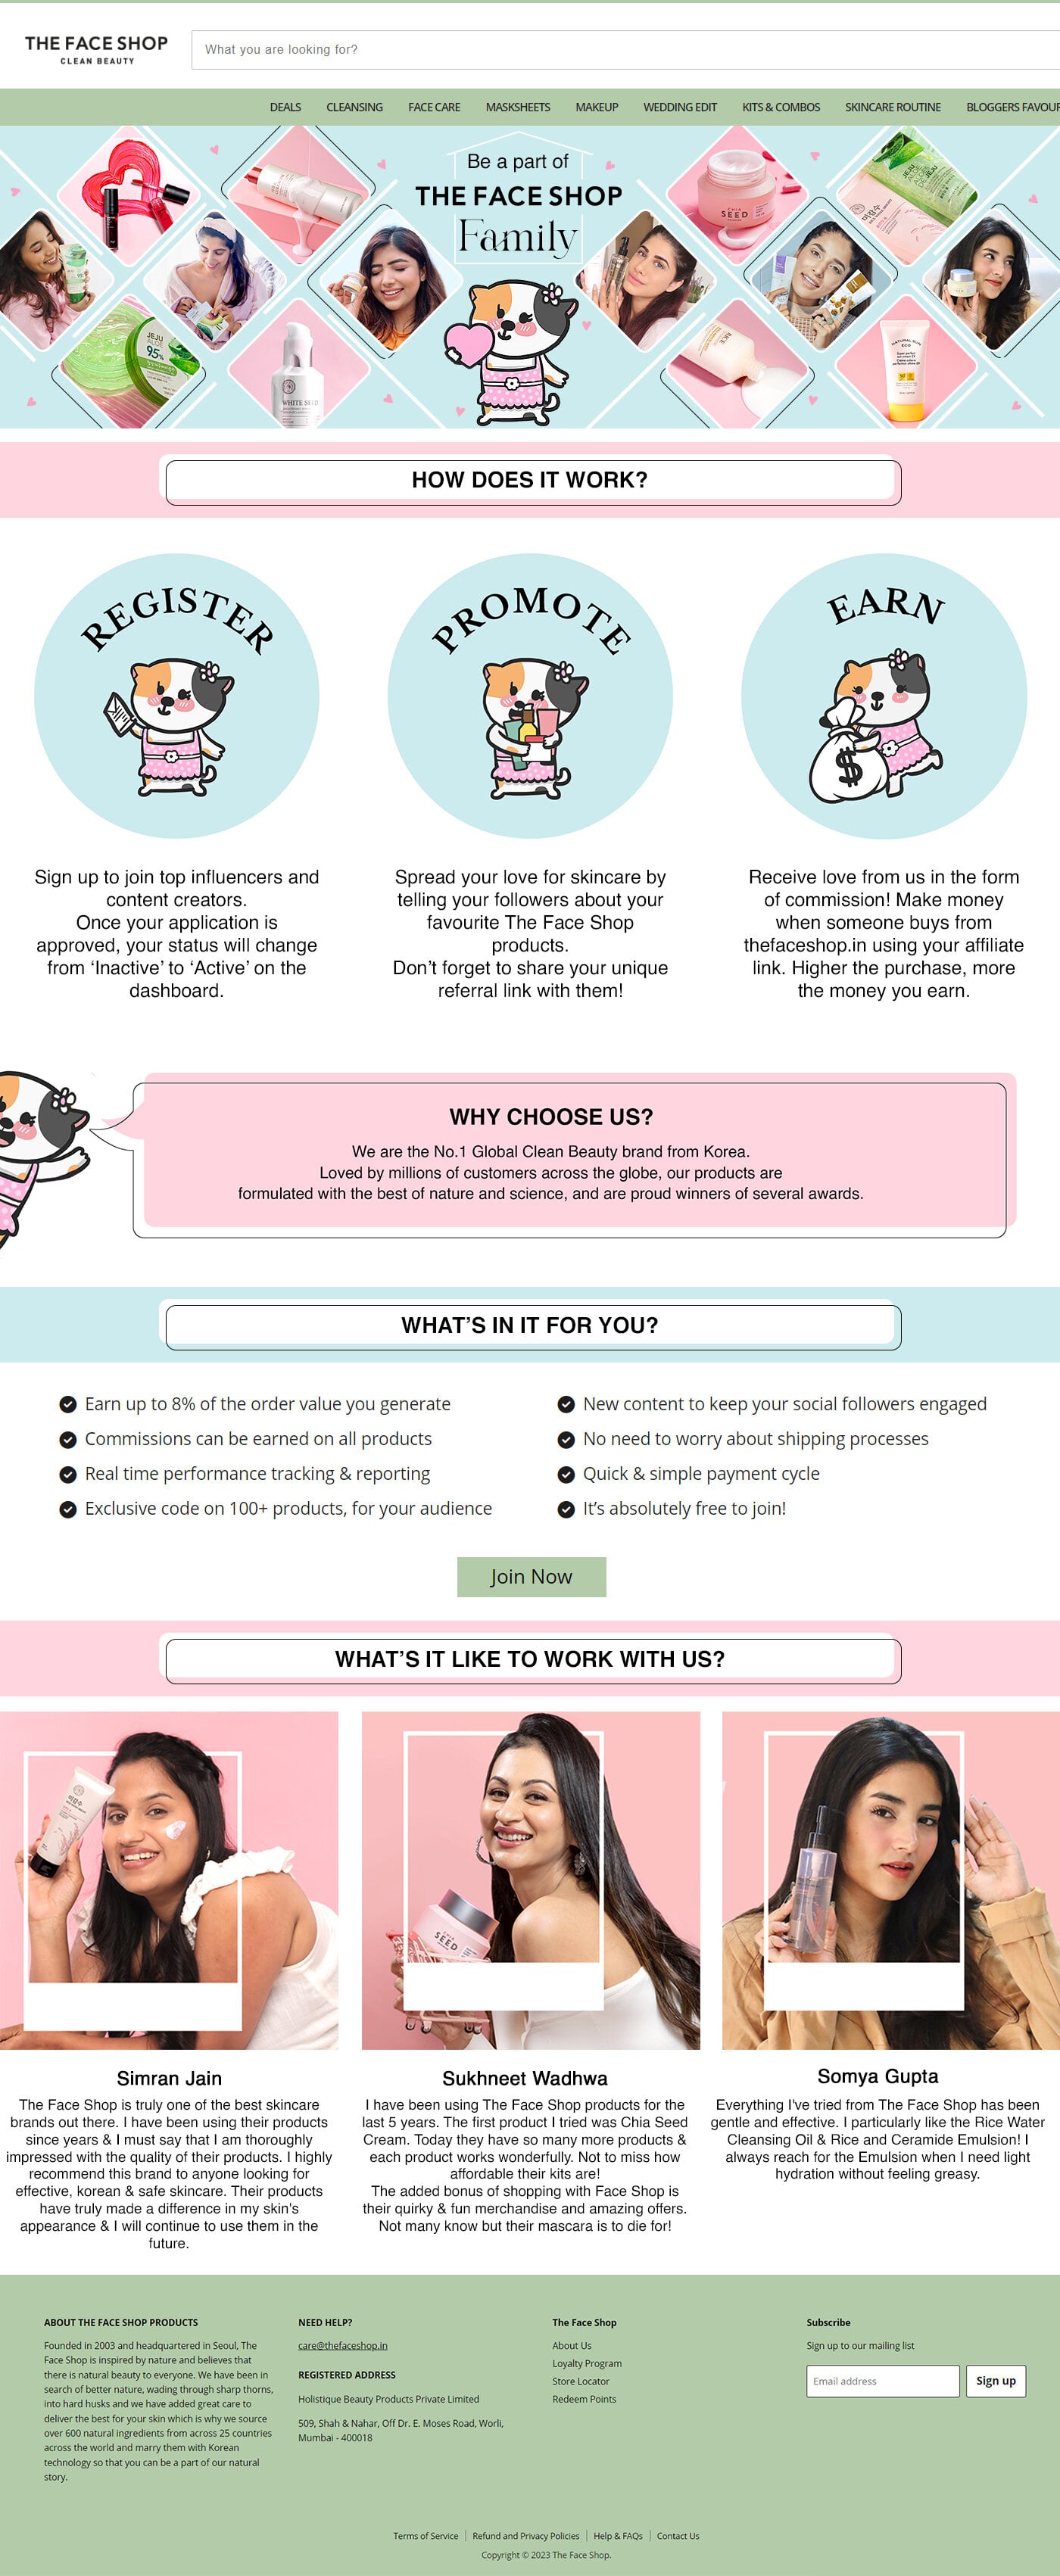 THE FACE SHOP
CLEAN BEAUTY
What you are looking for?
DEALS CLEANSING FACE CARE MASKSHEETS MAKEUP WEDDING EDIT KITS & COMBOS SKINCARE ROUTINE BLOGGERS FAVOUR
Be a part of
THE FACE SHOP
Family
CHIA
SEED
JEJU
JEJU
ALOE
95%
WHITE SEED
RICE
NATURAL SUN
ECO
HOW DOES IT WORK?
REGISTER
PROMOTE
EARN
$
Sign up to join top influencers and
content creators.
Once your application is
approved, your status will change
from ‘Inactive’ to ‘Active’ on the
dashboard.
Spread your love for skincare by
telling your followers about your
favourite The Face Shop
products.
Don’t forget to share your unique
referral link with them!
Receive love from us in the form
of commission! Make money
when someone buys from
thefaceshop.in using your affiliate
link. Higher the purchase, more
the money you earn.
WHY CHOOSE US?
We are the No.1 Global Clean Beauty brand from Korea.
Loved by millions of customers across the globe, our products are
formulated with the best of nature and science, and are proud winners of several awards.
WHAT’S IN IT FOR YOU?
Earn up to 8% of the order value you generate
Commissions can be earned on all products
Real time performance tracking & reporting
Exclusive code on 100+ products, for your audience
New content to keep your social followers engaged
No need to worry about shipping processes
Quick & simple payment cycle
It’s absolutely free to join!
Join Now
WHAT’S IT LIKE TO WORK WITH US?
CHIA
SEED
Simran Jain
The Face Shop is truly one of the best skincare
brands out there. I have been using their products
since years & I must say that I am thoroughly
impressed with the quality of their products. I highly
recommend this brand to anyone looking for
effective, korean & safe skincare. Their products
have truly made a difference in my skin's
appearance & I will continue to use them in the
future.
Sukhneet Wadhwa
I have been using The Face Shop products for the
last 5 years. The first product I tried was Chia Seed
Cream. Today they have so many more products &
each product works wonderfully. Not to miss how
affordable their kits are!
The added bonus of shopping with Face Shop is
their quirky & fun merchandise and amazing offers.
Not many know but their mascara is to die for!
Somya Gupta
Everything I've tried from The Face Shop has been
gentle and effective. I particularly like the Rice Water
Cleansing Oil & Rice and Ceramide Emulsion! I
always reach for the Emulsion when I need light
hydration without feeling greasy.
ABOUT THE FACE SHOP PRODUCTS
Founded in 2003 and headquartered in Seoul, The
Face Shop is inspired by nature and believes that
there is natural beauty to everyone. We have been in
search of better nature, wading through sharp thorns,
into hard husks and we have added great care to
deliver the best for your skin which is why we source
over 600 natural ingredients from across 25 countries
across the world and marry them with Korean
technology so that you can be a part of our natural
story.
NEED HELP?
care@thefaceshop.in
REGISTERED ADDRESS
Holistique Beauty Products Private Limited
509, Shah & Nahar, Off Dr. E. Moses Road, Worli,
Mumbai - 400018
The Face Shop
About Us
Loyalty Program
Store Locator
Redeem Points
Subscribe
Sign up to our mailing list
Email address
Sign up
Terms of Service Refund and Privacy Policies Help & FAQs Contact Us
Copyright © 2023 The Face Shop.